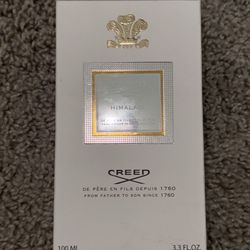 HIMALAYA
CREED
DE PÈRE EN FILS DEPUIS 1760
FROM FATHER TO SON SINCE 1760
100 ML
3.3 FL.OZ.